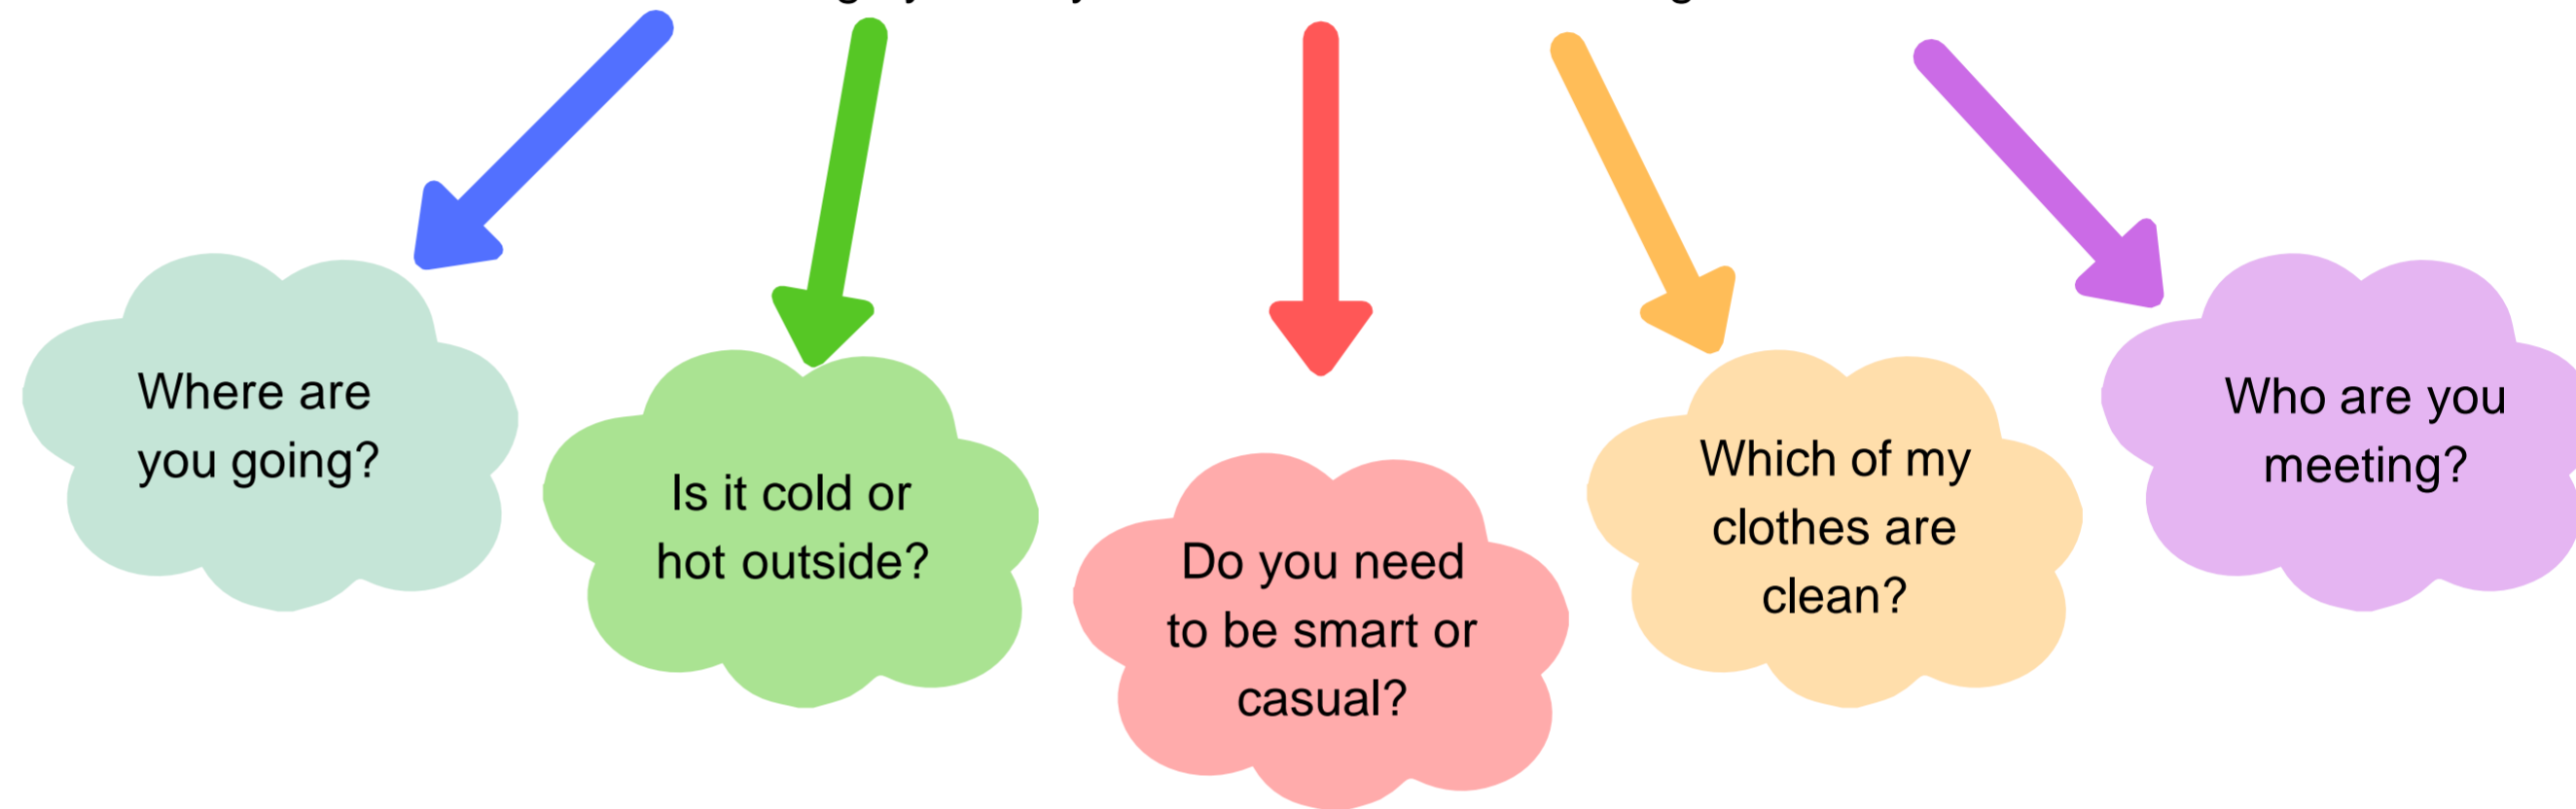 Where are
you going?
Is it cold or
hot outside?
Do you need
to be smart or
casual?
Which of my
clothes are
clean?
Who are you
meeting?